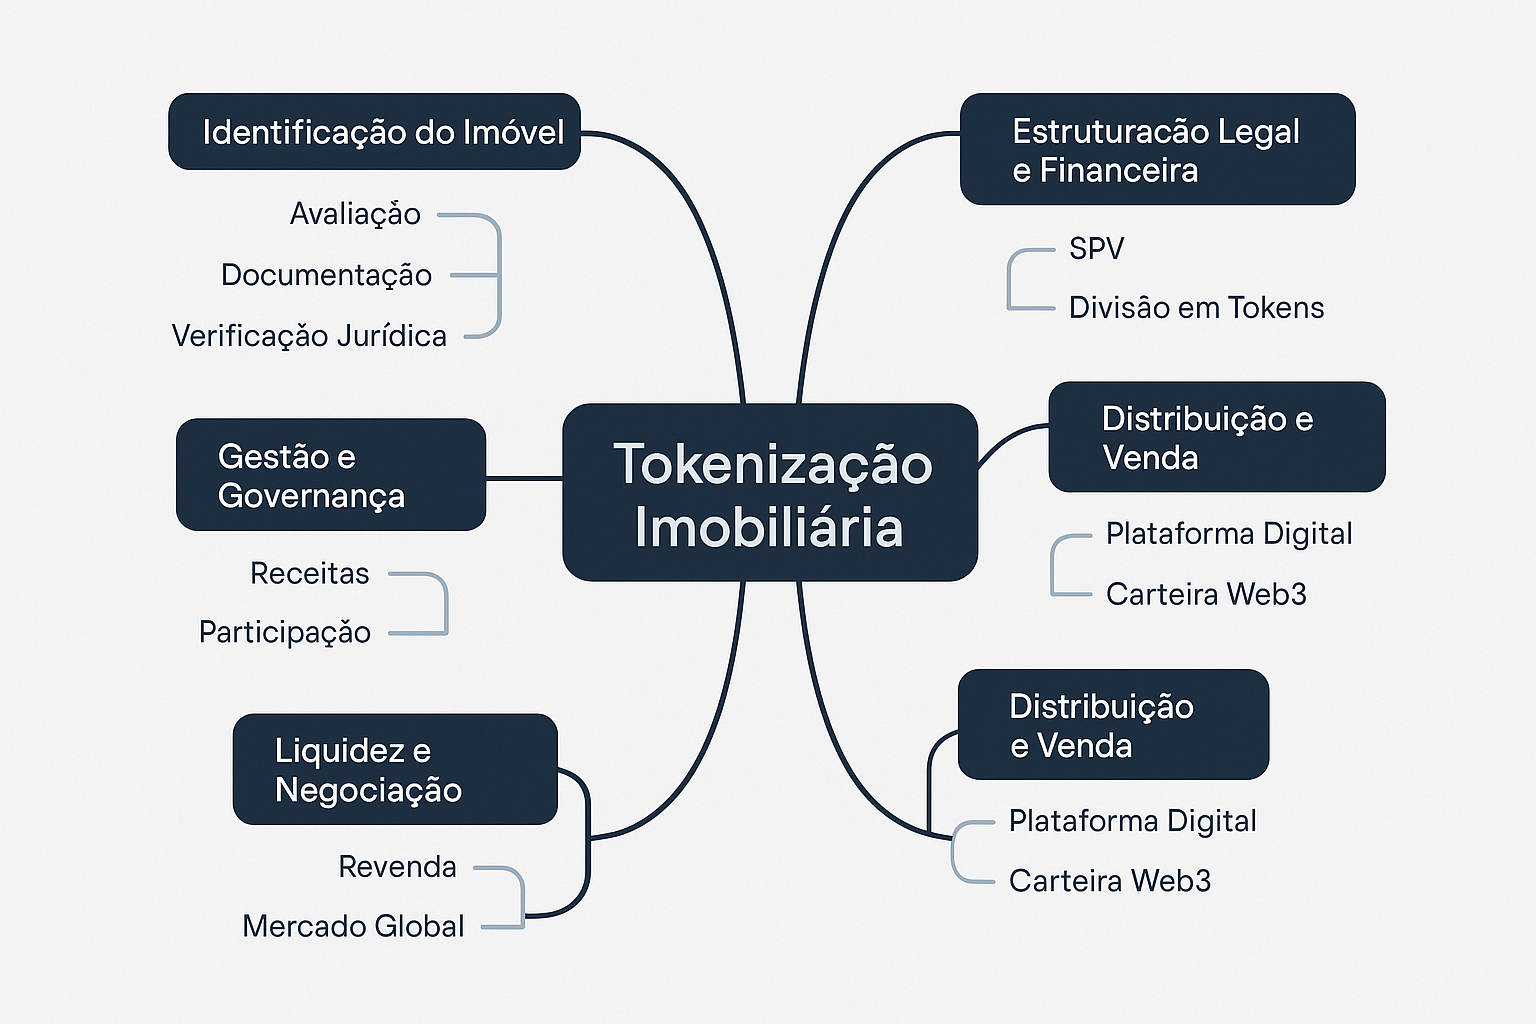 Identificação do Imóvel
Avaliação
Documentação
Verificação Jurídica
Gestão e
Governança
Receitas
Participação
Liquidez e
Negociação
Revenda
Mercado Global
Tokenização
Imobiliária
Estruturacão Legal
e Financeira
SPV
Divisão em Tokens
Distribuição e
Venda
Plataforma Digital
Carteira Web3
Distribuição
e Venda
Plataforma Digital
Carteira Web3